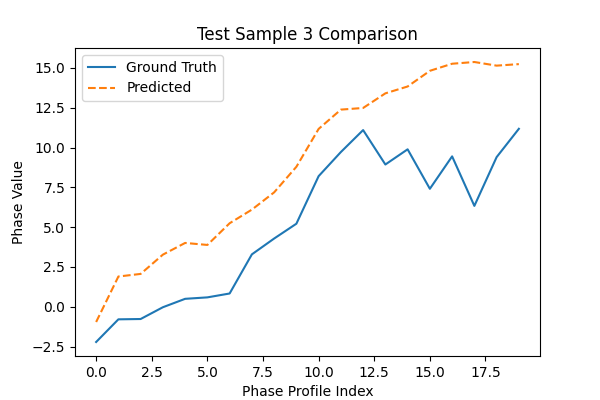 Test Sample 3 Comparison
Ground Truth
Predicted
15.0
12.5
10.0
7.5
5.0
2.5
0.0
−2.5
Phase Value
0.0 2.5 5.0 7.5 10.0 12.5 15.0 17.5
Phase Profile Index